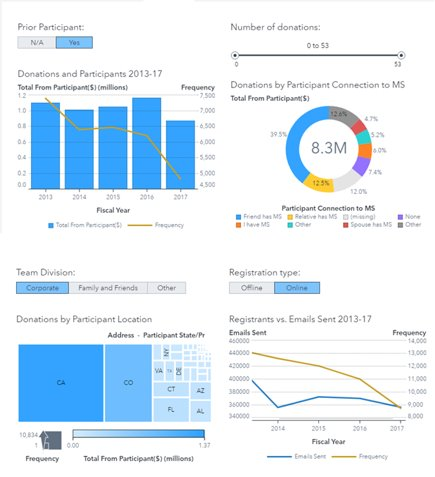 Prior Participant:
N/A Yes
Number of donations:
0 to 53
0 53
Donations and Participants 2013-17
Total From Participant($) (millions) Frequency
1.2
1.0
0.8
0.6
0.4
0.2
0.0
7,500
7,000
6,500
6,000
5,500
5,000
4,500
2013 2014 2015 2016 2017
Fiscal Year
Total From Participant($) Frequency
Donations by Participant Connection to MS
Total From Participant($)
8.3M
12.6%
4.7%
5.2%
6.0%
7.4%
12.0%
12.5%
39.5%
Participant Connection to MS
Friend has MS Relative has MS (missing) None
I have MS Other Spouse has MS Other
Team Division:
Corporate Family and Friends Other
Registration type:
Offline Online
Donations by Participant Location
Address - Participant State/Pr
CA CO VA TX DE NY
CT AZ
FL AL
10,834
1
Frequency
0.00 1.37
Total From Participant($) (millions)
Registrants vs. Emails Sent 2013-17
Emails Sent Frequency
460000
440000
420000
400000
380000
360000
340000
14,000
13,000
12,000
11,000
10,000
9,000
8,000
2014 2015 2016 2017
Fiscal Year
Emails Sent Frequency